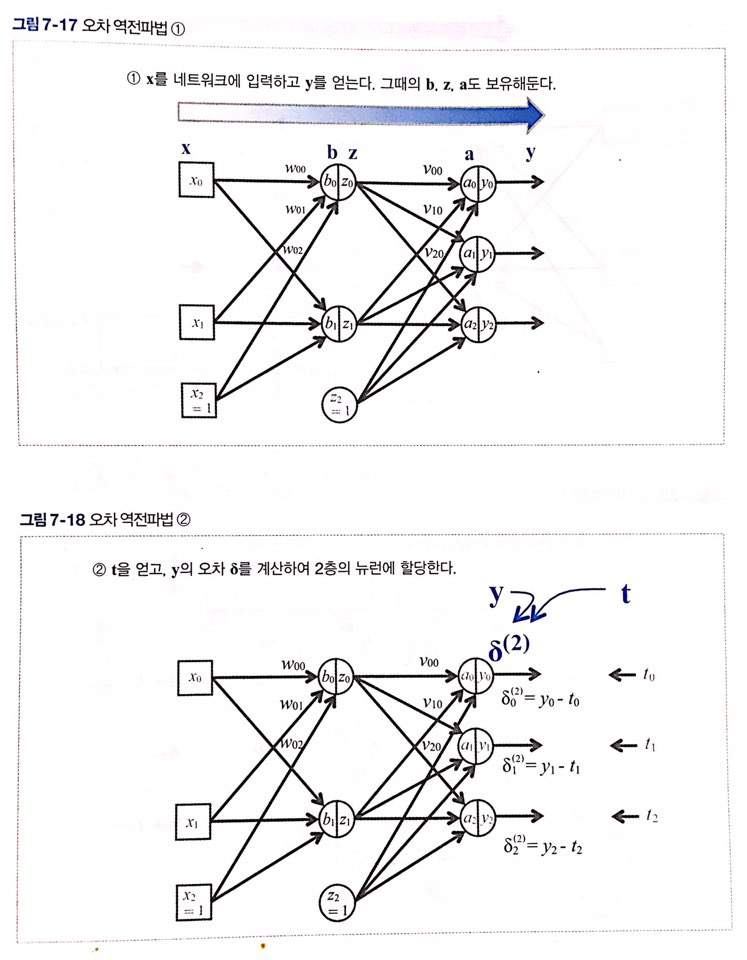 그림 7-17 오차 역전파법 ①
① x를 네트워크에 입력하고 y를 얻는다. 그때의 b, z, a도 보유해둔다.
x b z a y
x₀ w₀₀ b₀ z₀ v₀₀ a₀ y₀
w₀₁ v₁₀
w₀₂ v₂₀ a₁ y₁
x₁ b₁ z₁ a₂ y₂
x₂ = 1 z₂ = 1
그림 7-18 오차 역전파법 ②
② t을 얻고, y의 오차 δ를 계산하여 2층의 뉴런에 할당한다.
y t
δ⁽²⁾
x₀ w₀₀ b₀ z₀ v₀₀ a₀ y₀ t₀
w₀₁ v₁₀ δ₀⁽²⁾= y₀ - t₀
w₀₂ v₂₀ a₁ y₁ t₁
δ₁⁽²⁾= y₁ - t₁
x₁ b₁ z₁ a₂ y₂ t₂
δ₂⁽²⁾= y₂ - t₂
x₂ = 1 z₂ = 1